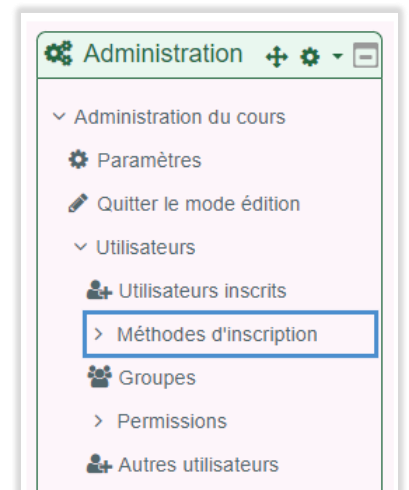 Administration
Administration du cours
Paramètres
Quitter le mode édition
Utilisateurs
Utilisateurs inscrits
Méthodes d'inscription
Groupes
Permissions
Autres utilisateurs